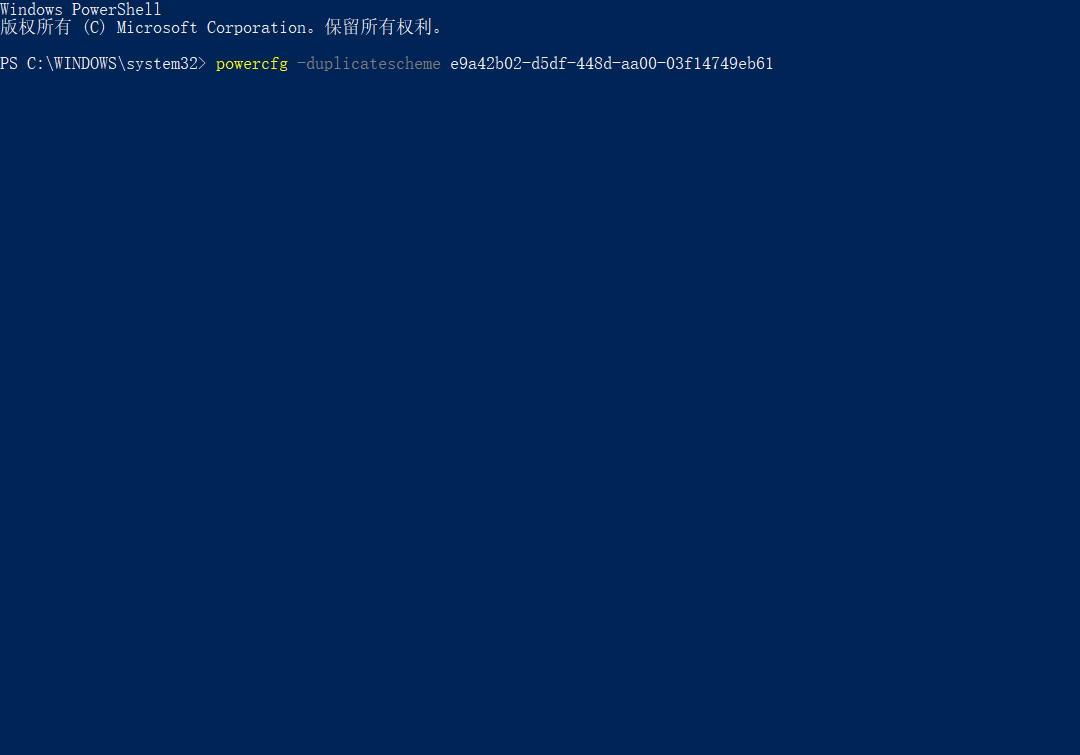 Windows PowerShell
版权所有 (C) Microsoft Corporation。保留所有权利。
PS C:\WINDOWS\system32> powercfg -duplicatescheme e9a42b02-d5df-448d-aa00-03f14749eb61